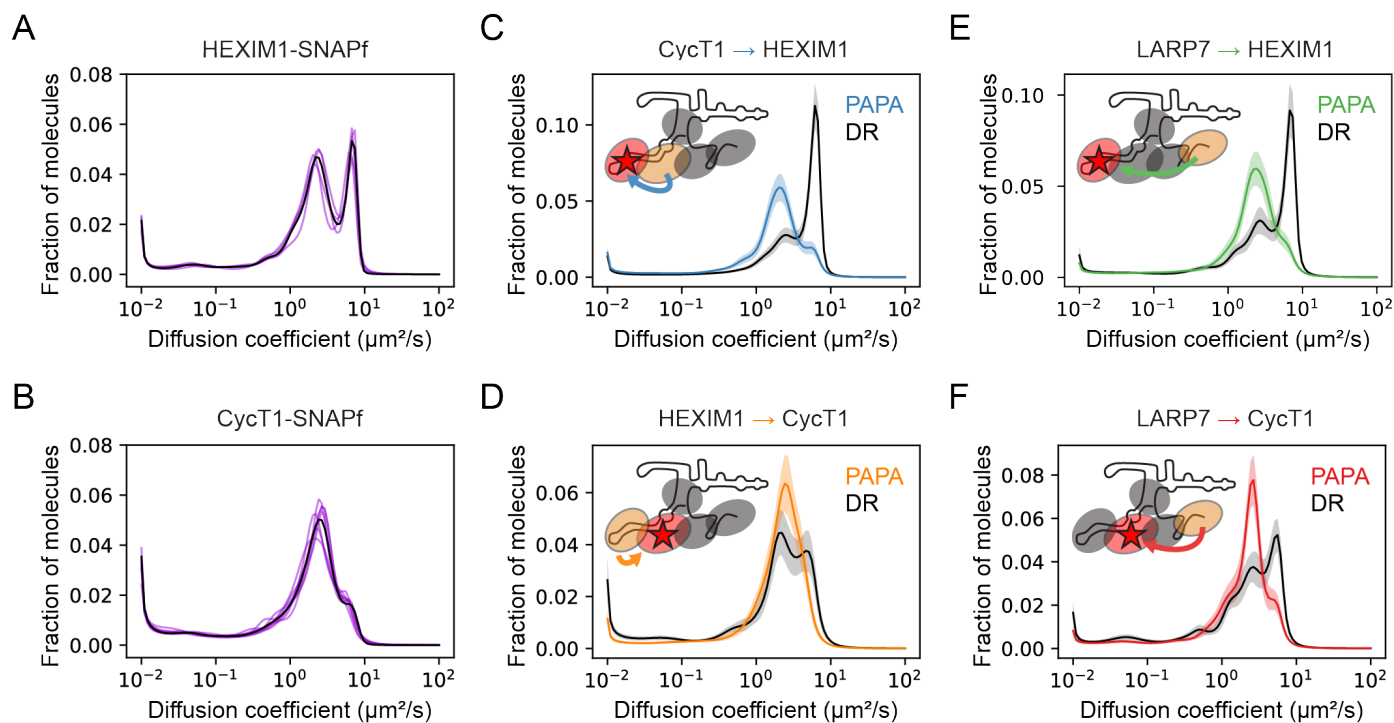 A
HEXIM1-SNAPf
Fraction of molecules
0.08
0.06
0.04
0.02
0.00
10⁻² 10⁻¹ 10⁰ 10¹ 10²
Diffusion coefficient (µm²/s)
C
CycT1 → HEXIM1
Fraction of molecules
0.10
0.05
0.00
PAPA
DR
10⁻² 10⁻¹ 10⁰ 10¹ 10²
Diffusion coefficient (µm²/s)
E
LARP7 → HEXIM1
Fraction of molecules
0.10
0.05
0.00
PAPA
DR
10⁻² 10⁻¹ 10⁰ 10¹ 10²
Diffusion coefficient (µm²/s)
B
CycT1-SNAPf
Fraction of molecules
0.08
0.06
0.04
0.02
0.00
10⁻² 10⁻¹ 10⁰ 10¹ 10²
Diffusion coefficient (µm²/s)
D
HEXIM1 → CycT1
Fraction of molecules
0.06
0.04
0.02
0.00
PAPA
DR
10⁻² 10⁻¹ 10⁰ 10¹ 10²
Diffusion coefficient (µm²/s)
F
LARP7 → CycT1
Fraction of molecules
0.08
0.06
0.04
0.02
0.00
PAPA
DR
10⁻² 10⁻¹ 10⁰ 10¹ 10²
Diffusion coefficient (µm²/s)